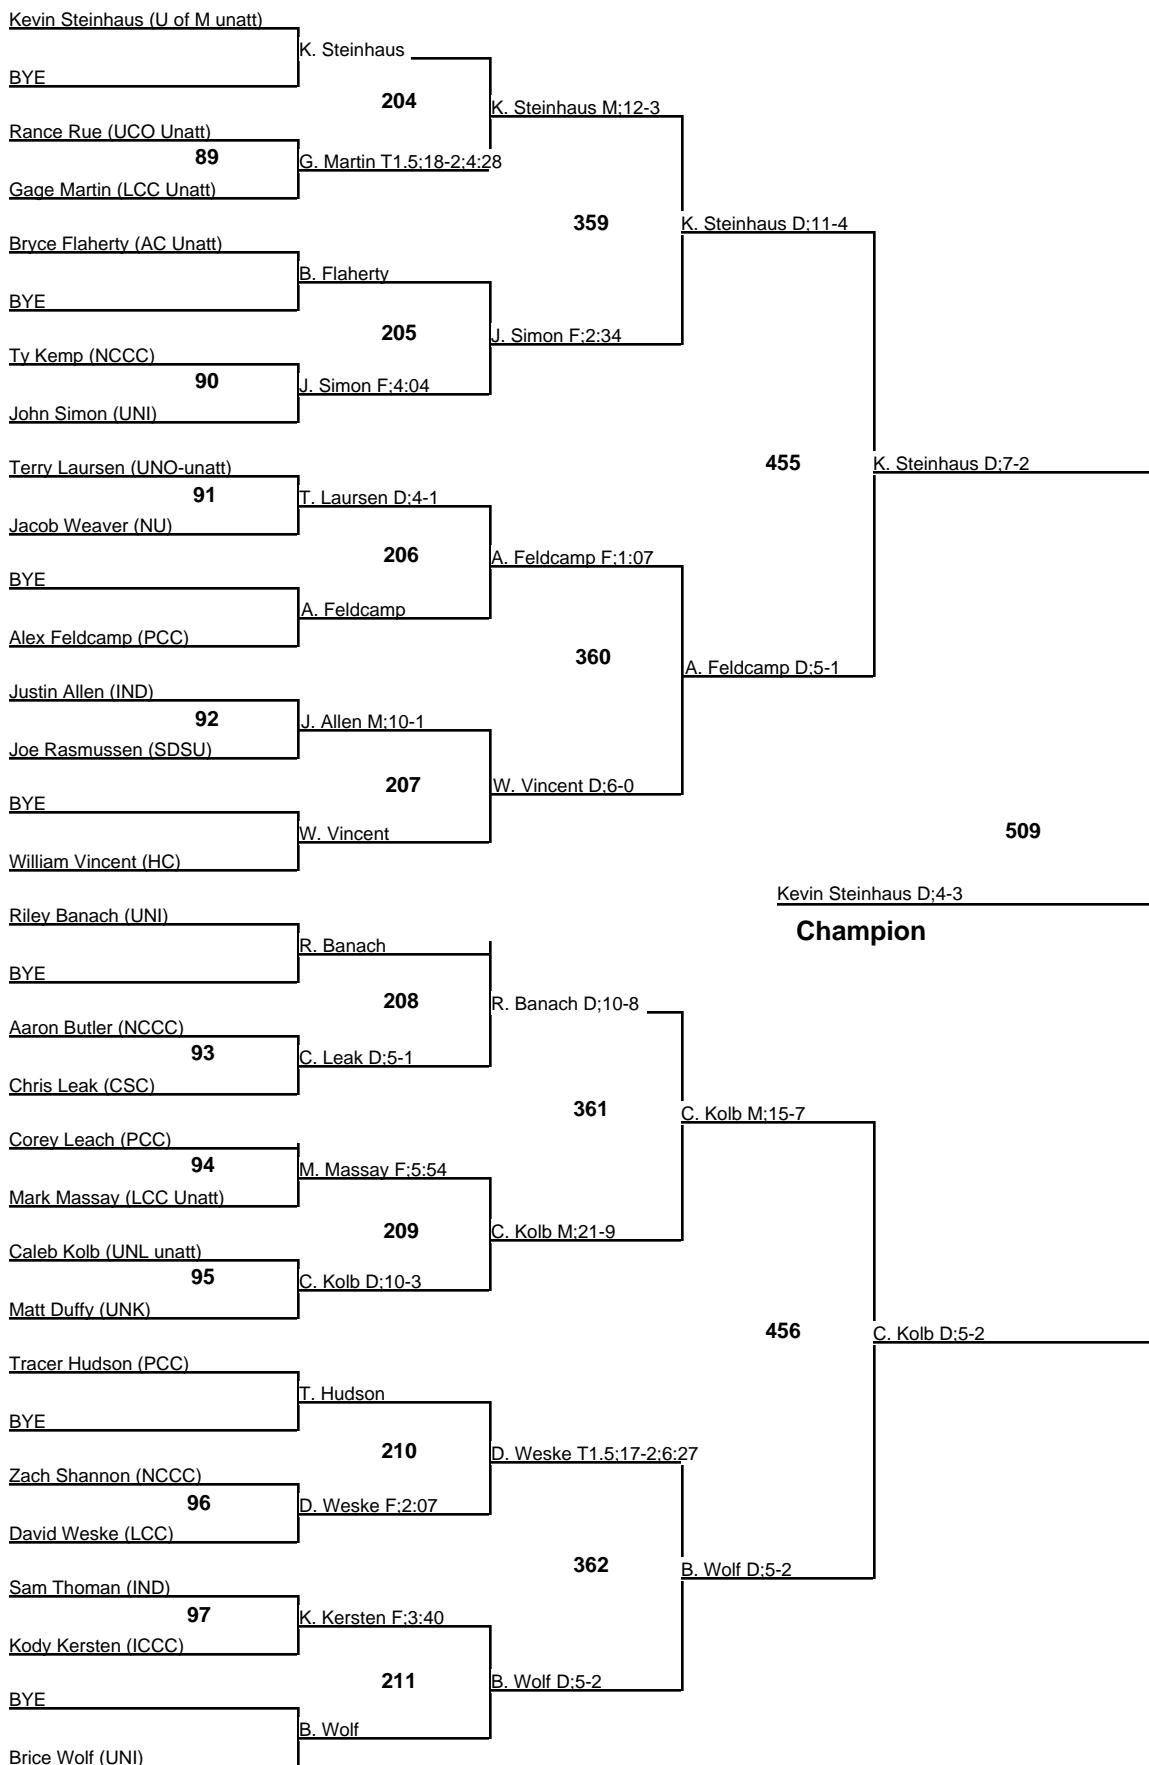 Kevin Steinhaus (U of M unatt)
K. Steinhaus
BYE
204
K. Steinhaus M;12-3
Rance Rue (UCO Unatt)
89
G. Martin T1.5;18-2;4:28
Gage Martin (LCC Unatt)
359
K. Steinhaus D;11-4
Bryce Flaherty (AC Unatt)
B. Flaherty
BYE
205
J. Simon F;2:34
Ty Kemp (NCCC)
90
J. Simon F;4:04
John Simon (UNI)
455
K. Steinhaus D;7-2
Terry Laursen (UNO-unatt)
91
T. Laursen D;4-1
Jacob Weaver (NU)
206
A. Feldcamp F;1:07
BYE
A. Feldcamp
Alex Feldcamp (PCC)
360
A. Feldcamp D;5-1
Justin Allen (IND)
92
J. Allen M;10-1
Joe Rasmussen (SDSU)
207
W. Vincent D;6-0
BYE
W. Vincent
William Vincent (HC)
509
Kevin Steinhaus D;4-3
Champion
Riley Banach (UNI)
R. Banach
BYE
208
R. Banach D;10-8
Aaron Butler (NCCC)
93
C. Leak D;5-1
Chris Leak (CSC)
361
C. Kolb M;15-7
Corey Leach (PCC)
94
M. Massay F;5:54
Mark Massay (LCC Unatt)
209
C. Kolb M;21-9
Caleb Kolb (UNL unatt)
95
C. Kolb D;10-3
Matt Duffy (UNK)
456
C. Kolb D;5-2
Tracer Hudson (PCC)
T. Hudson
BYE
210
D. Weske T1.5;17-2;6:27
Zach Shannon (NCCC)
96
D. Weske F;2:07
David Weske (LCC)
362
B. Wolf D;5-2
Sam Thoman (IND)
97
K. Kersten F;3:40
Kody Kersten (ICCC)
211
B. Wolf D;5-2
BYE
B. Wolf
Brice Wolf (UNI)